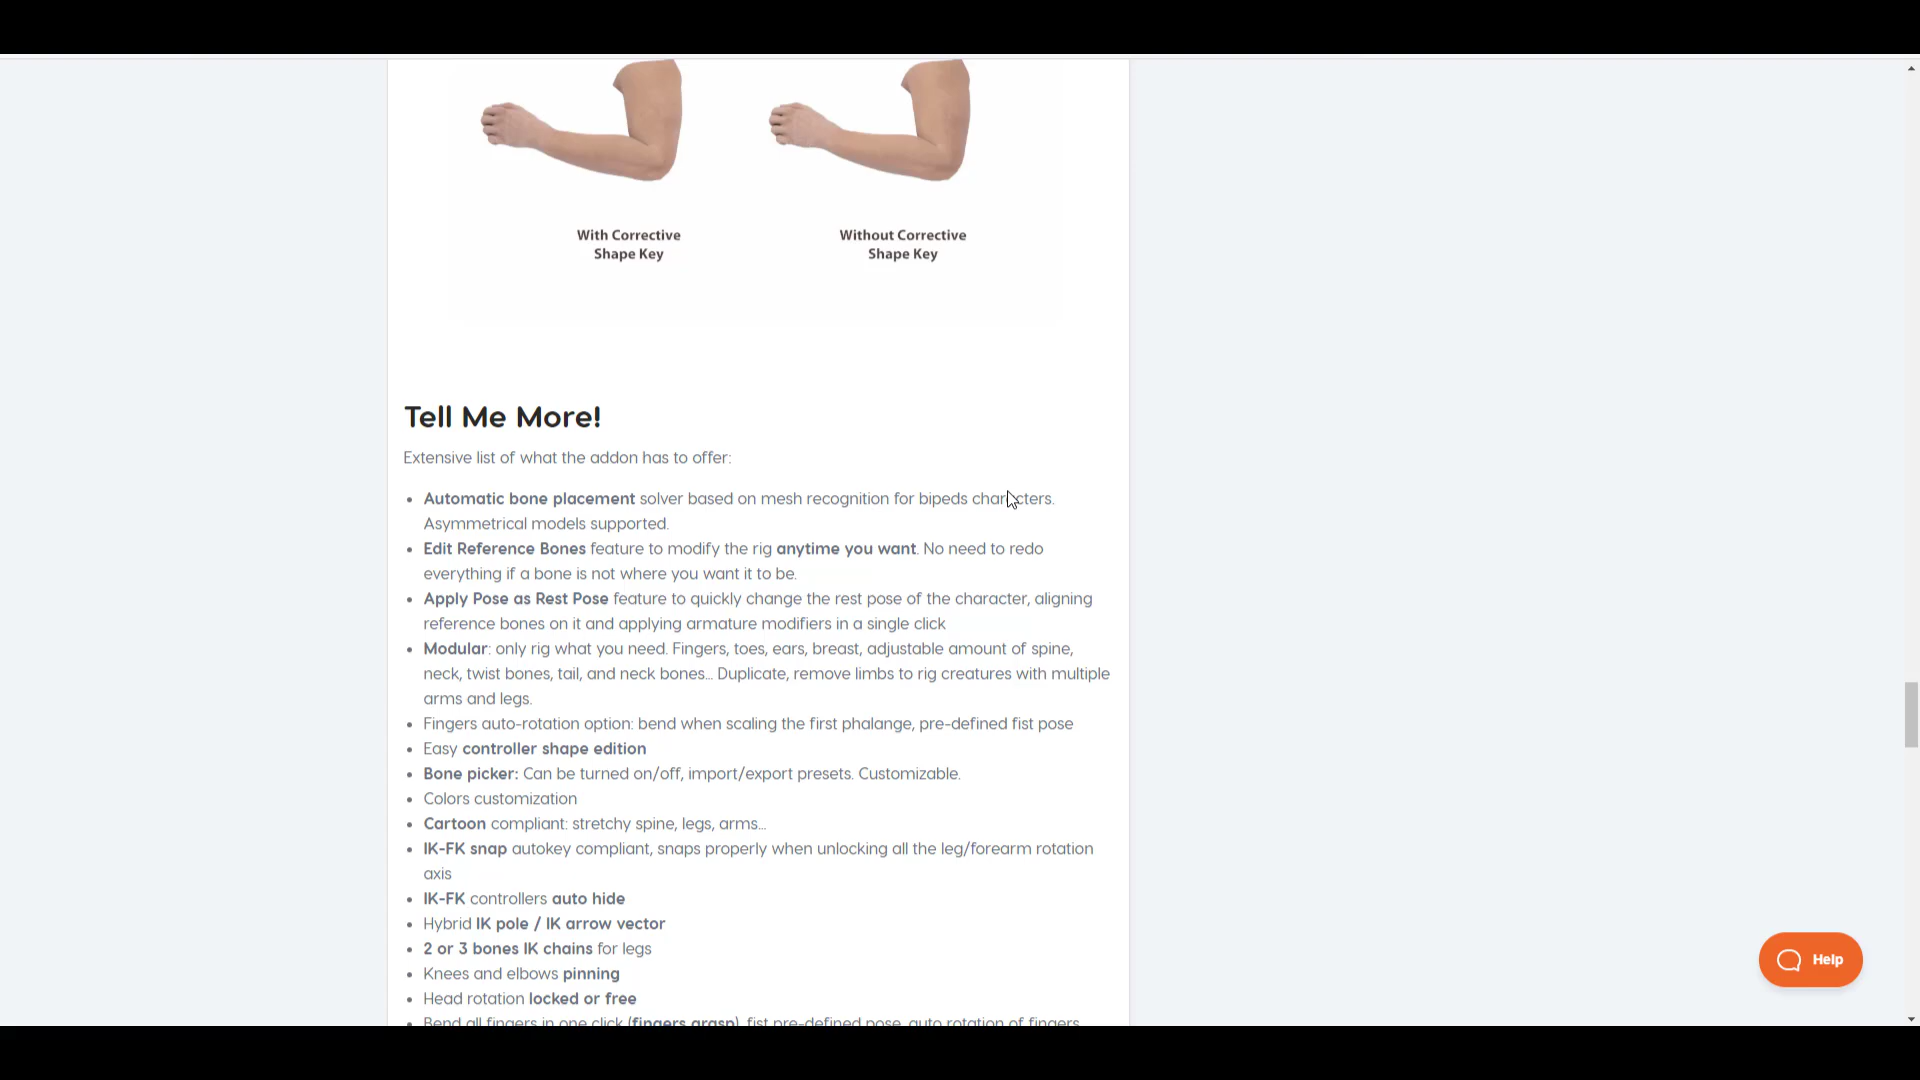 With Corrective
Shape Key
Without Corrective
Shape Key
Tell Me More!
Extensive list of what the addon has to offer:
• Automatic bone placement solver based on mesh recognition for bipeds characters.
Asymmetrical models supported.
• Edit Reference Bones feature to modify the rig anytime you want. No need to redo
everything if a bone is not where you want it to be.
• Apply Pose as Rest Pose feature to quickly change the rest pose of the character, aligning
reference bones on it and applying armature modifiers in a single click
• Modular: only rig what you need. Fingers, toes, ears, breast, adjustable amount of spine,
neck, twist bones, tail, and neck bones... Duplicate, remove limbs to rig creatures with multiple
arms and legs.
• Fingers auto-rotation option: bend when scaling the first phalange, pre-defined fist pose
• Easy controller shape edition
• Bone picker: Can be turned on/off, import/export presets. Customizable.
• Colors customization
• Cartoon compliant: stretchy spine, legs, arms...
• IK-FK snap autokey compliant, snaps properly when unlocking all the leg/forearm rotation
axis
• IK-FK controllers auto hide
• Hybrid IK pole / IK arrow vector
• 2 or 3 bones IK chains for legs
• Knees and elbows pinning
• Head rotation locked or free
• Bend all fingers in one click (fingers grasp), fist pre-defined pose, auto rotation of fingers
Help